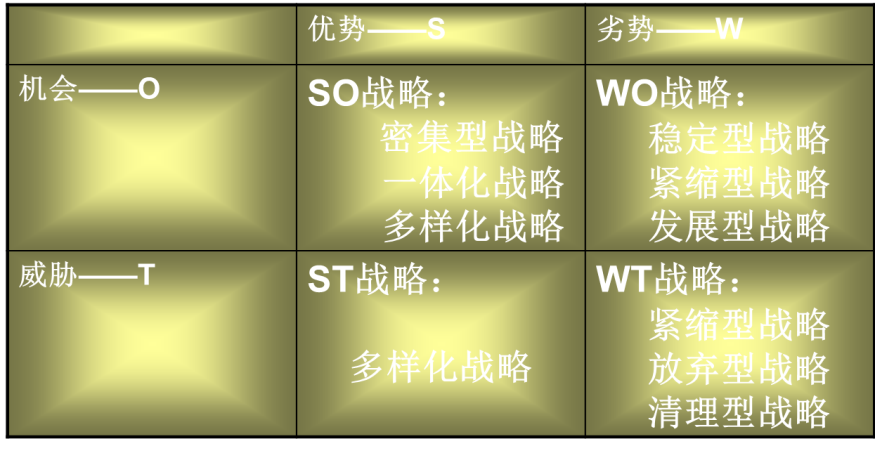 优势——S
劣势——W
机会——O
SO战略：
密集型战略
一体化战略
多样化战略
WO战略：
稳定型战略
紧缩型战略
发展型战略
威胁——T
ST战略：
多样化战略
WT战略：
紧缩型战略
放弃型战略
清理型战略